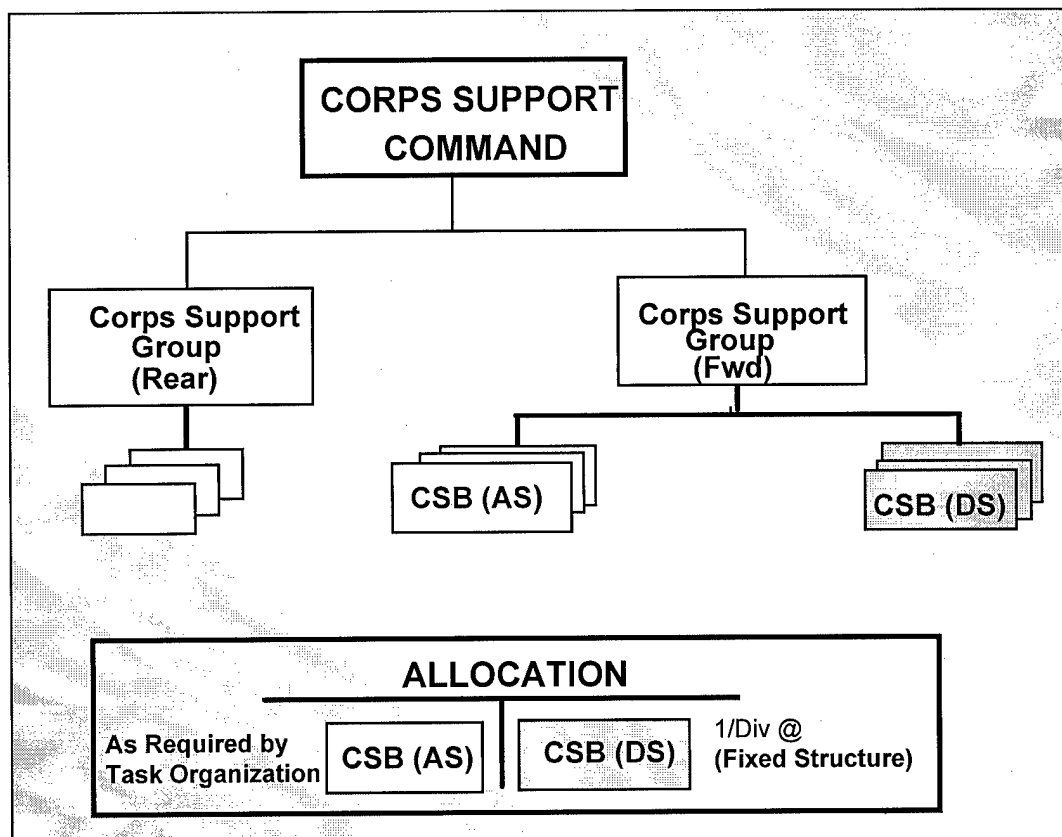 CORPS SUPPORT
COMMAND
Corps Support
Group
(Rear)
Corps Support
Group
(Fwd)
CSB (AS)
CSB (DS)
ALLOCATION
As Required by
Task Organization
CSB (AS)
CSB (DS)
1/Div @
(Fixed Structure)